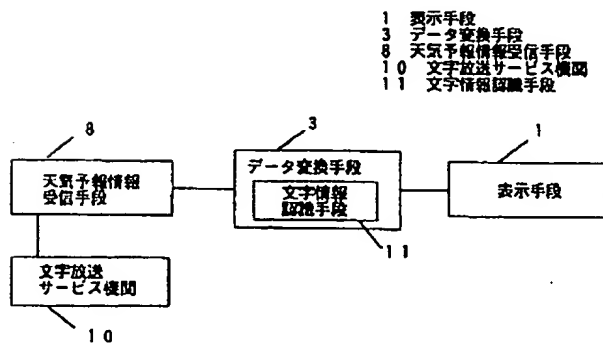 1 表示手段
3 データ変換手段
8 天気予報情報受信手段
10 文字放送サービス機関
11 文字情報認識手段
8
3
1
天気予報情報
受信手段
データ変換手段
文字情報
認識手段
表示手段
11
文字放送
サービス機関
10